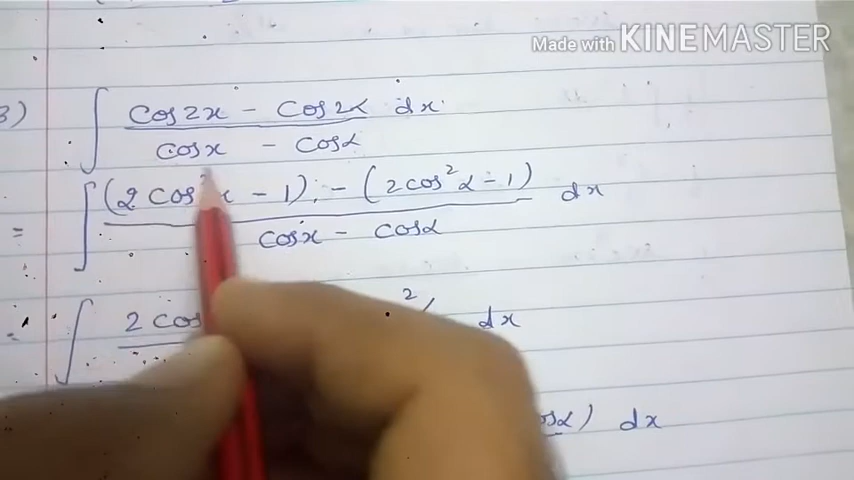 Made with KINEMASTER
3) ∫ (cos2x - cos2α)/(cosx - cosα) dx
= ∫ ((2cos²x - 1) - (2cos²α - 1))/(cosx - cosα) dx
= ∫ 2cos dx
cosα) dx